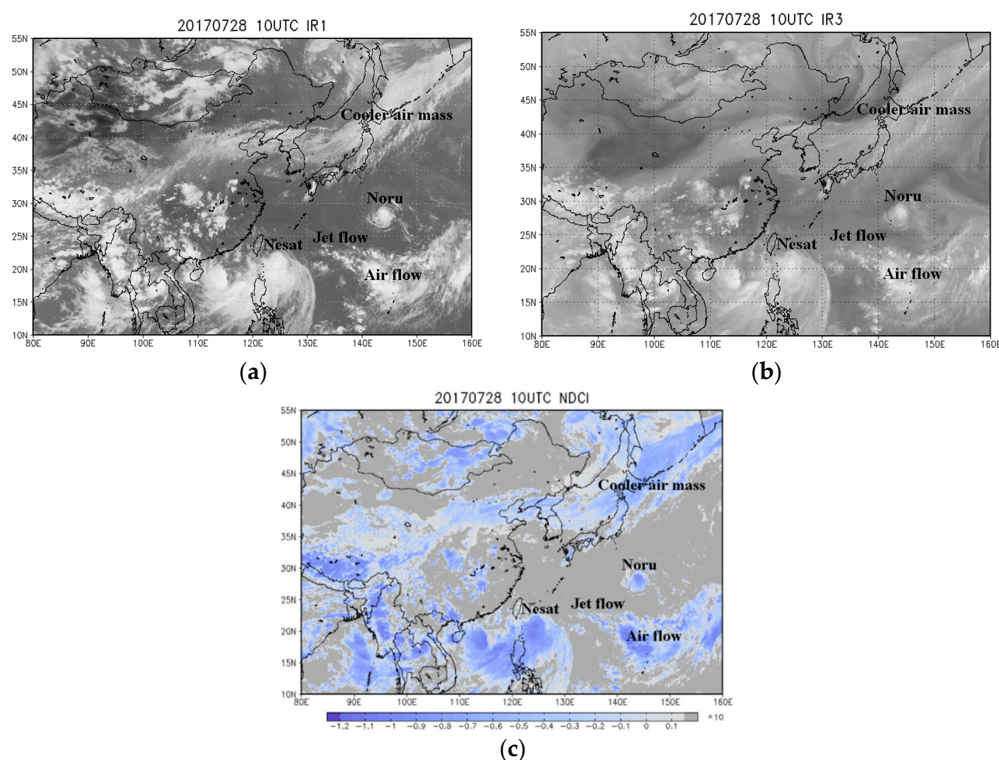 20170728 10UTC IR1
55N
50N
45N
40N
35N
30N
25N
20N
15N
10N
80E 90E 100E 110E 120E 130E 140E 150E 160E
Cooler air mass
Noru
Nesat
Jet flow
Air flow
(a)
20170728 10UTC IR3
55N
50N
45N
40N
35N
30N
25N
20N
15N
10N
80E 90E 100E 110E 120E 130E 140E 150E 160E
Cooler air mass
Noru
Nesat
Jet flow
Air flow
(b)
20170728 10UTC NDCI
55N
50N
45N
40N
35N
30N
25N
20N
15N
10N
80E 90E 100E 110E 120E 130E 140E 150E 160E
Cooler air mass
Noru
Nesat
Jet flow
Air flow
-1.2 -1.1 -1 -0.9 -0.8 -0.7 -0.6 -0.5 -0.4 -0.3 -0.2 -0.1 0 0.1 ×10
(c)